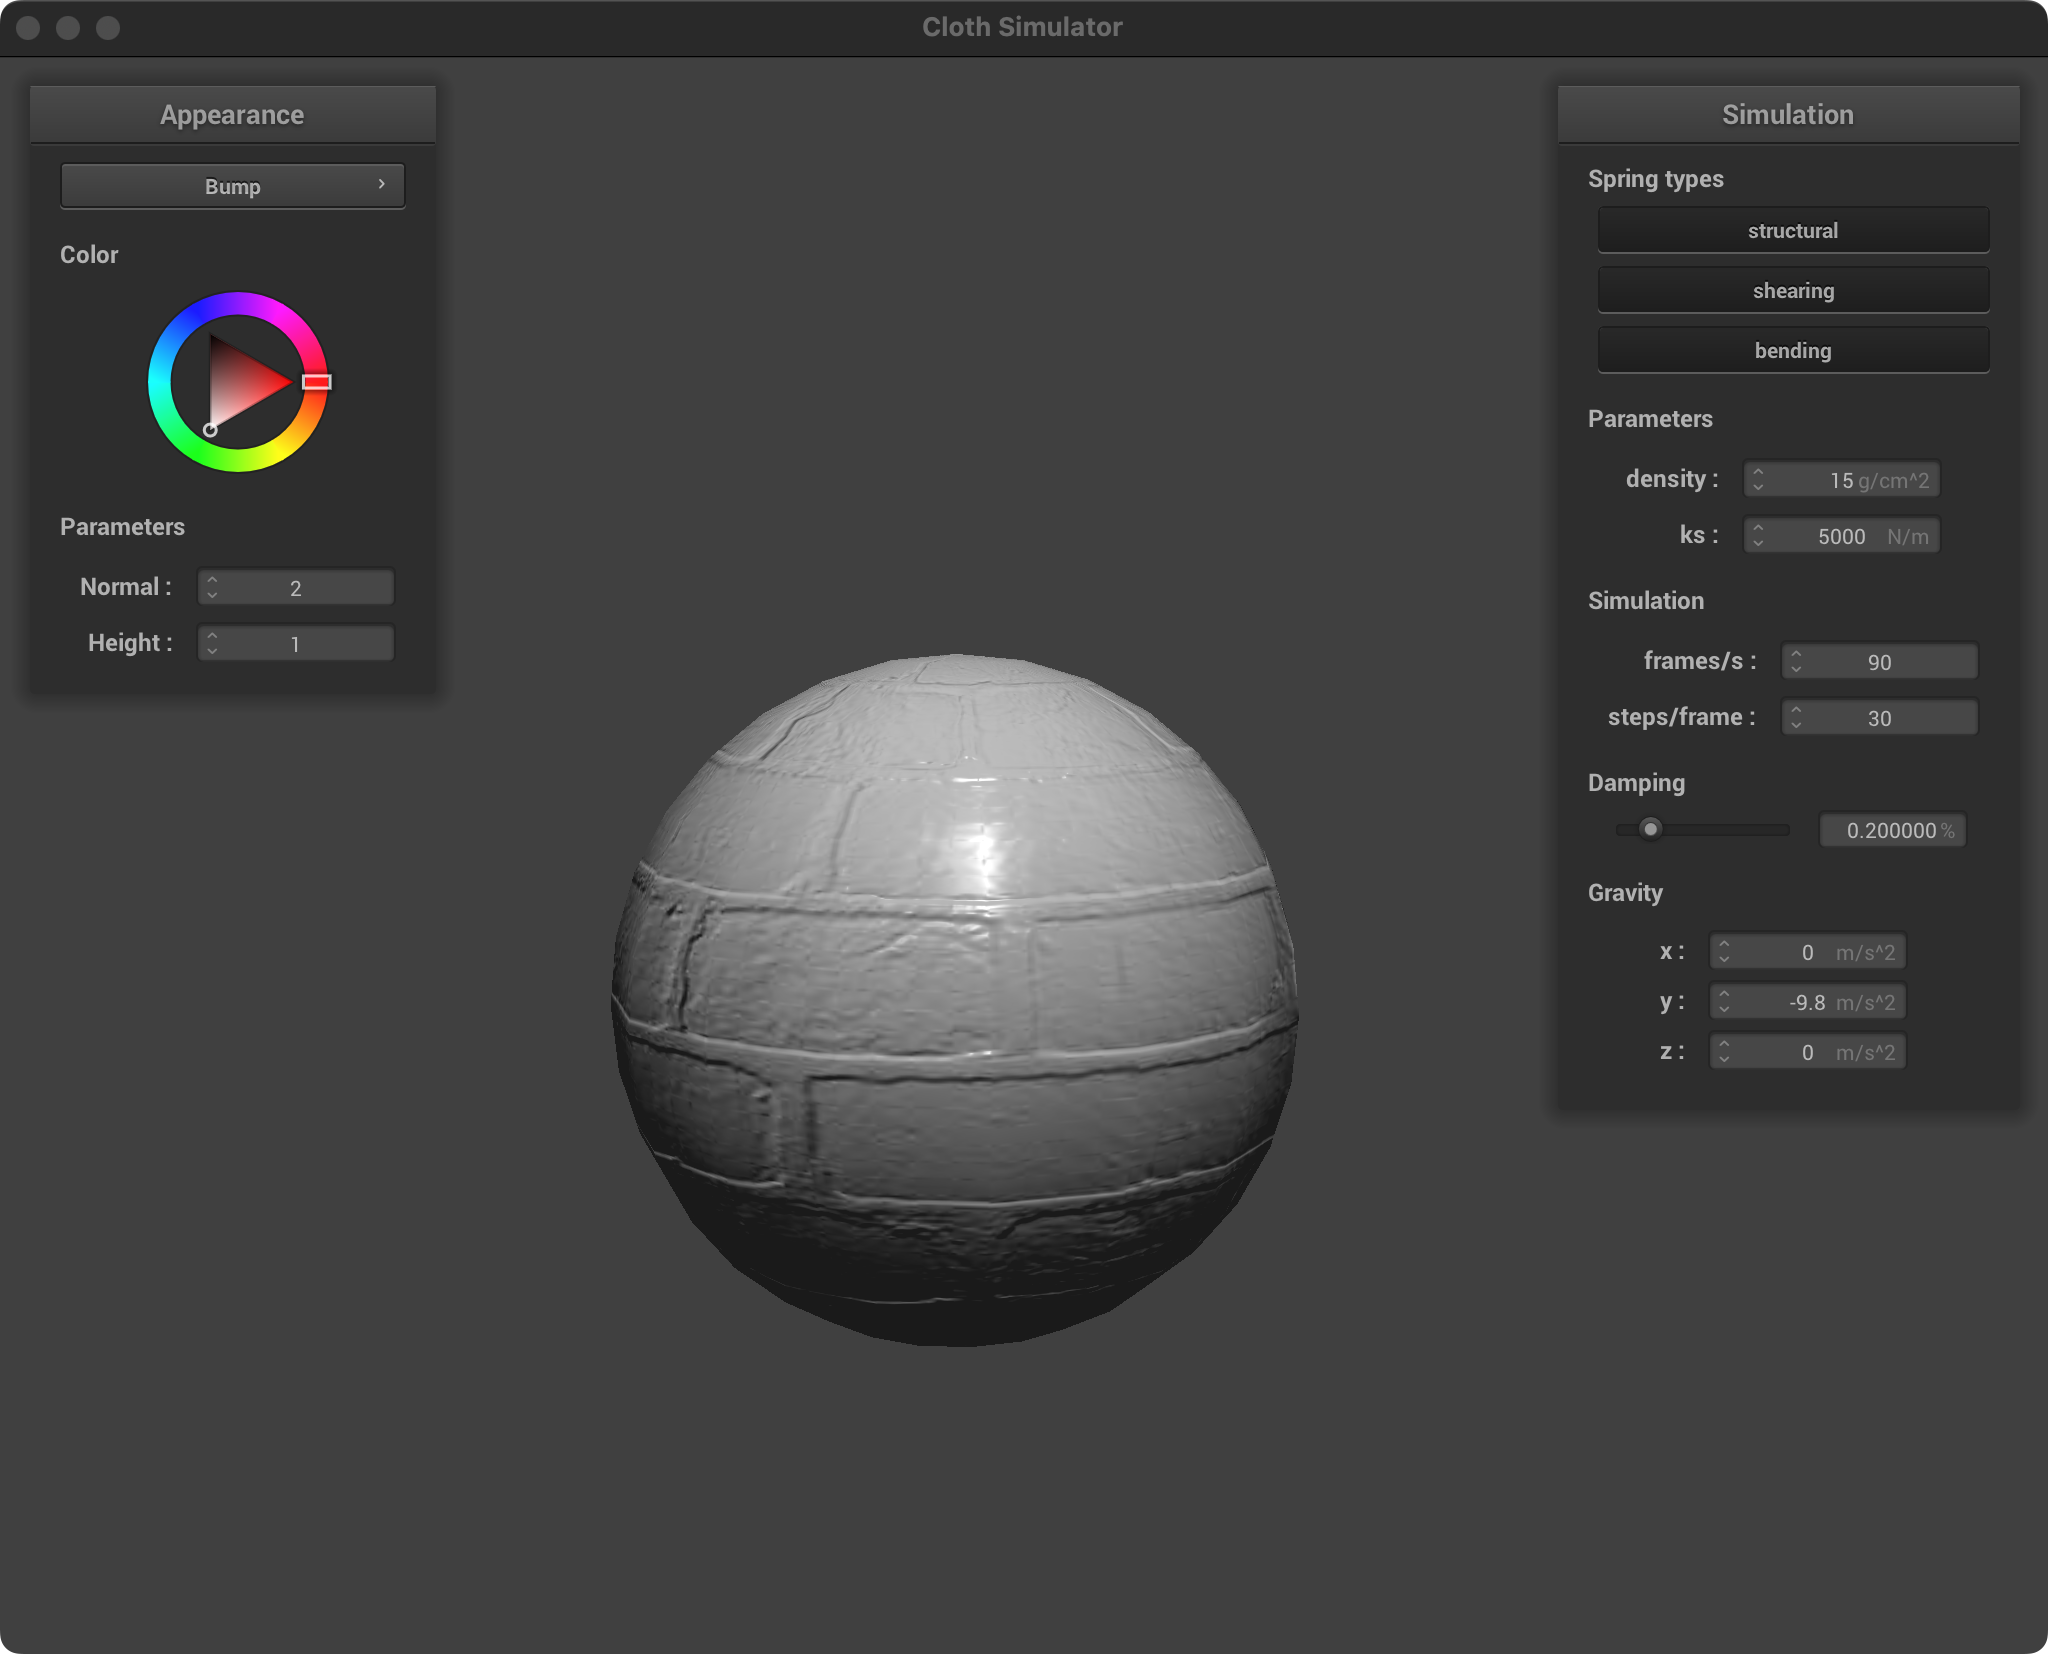 Cloth Simulator
Appearance
Bump
Color
Parameters
Normal : 2
Height : 1
Simulation
Spring types
structural
shearing
bending
Parameters
density : 15 g/cm^2
ks : 5000 N/m
Simulation
frames/s : 90
steps/frame : 30
Damping
0.200000 %
Gravity
x : 0 m/s^2
y : -9.8 m/s^2
z : 0 m/s^2